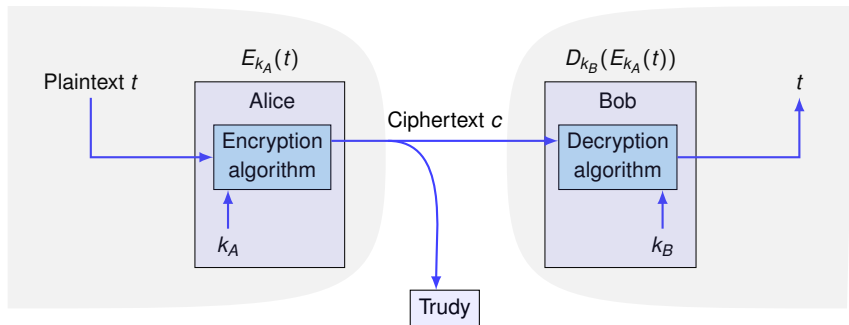 E_{k_A}(t)
D_{k_B}(E_{k_A}(t))
Plaintext t
t
Alice
Bob
Ciphertext c
Encryption
algorithm
Decryption
algorithm
k_A
k_B
Trudy